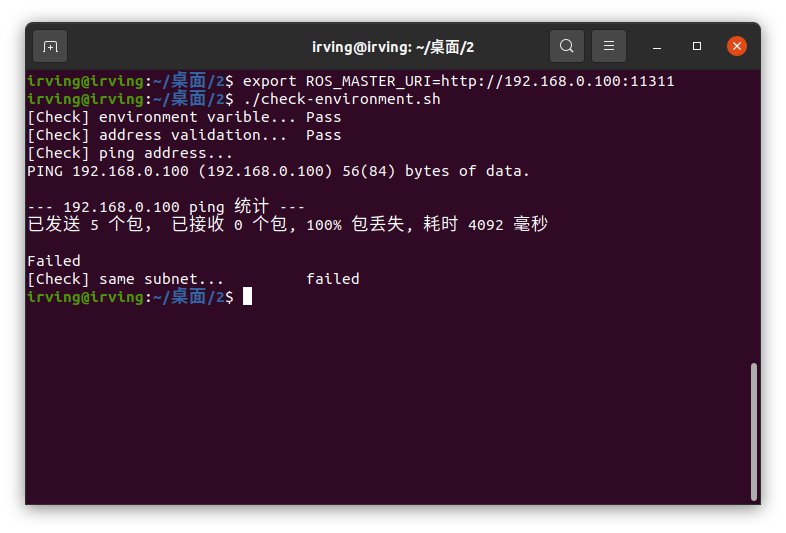 irving@irving: ~/桌面/2
irving@irving:~/桌面/2$ export ROS_MASTER_URI=http://192.168.0.100:11311
irving@irving:~/桌面/2$ ./check-environment.sh
[Check] environment varible... Pass
[Check] address validation... Pass
[Check] ping address...
PING 192.168.0.100 (192.168.0.100) 56(84) bytes of data.
--- 192.168.0.100 ping 统计 ---
已发送 5 个包， 已接收 0 个包, 100% 包丢失, 耗时 4092 毫秒
Failed
[Check] same subnet... failed
irving@irving:~/桌面/2$